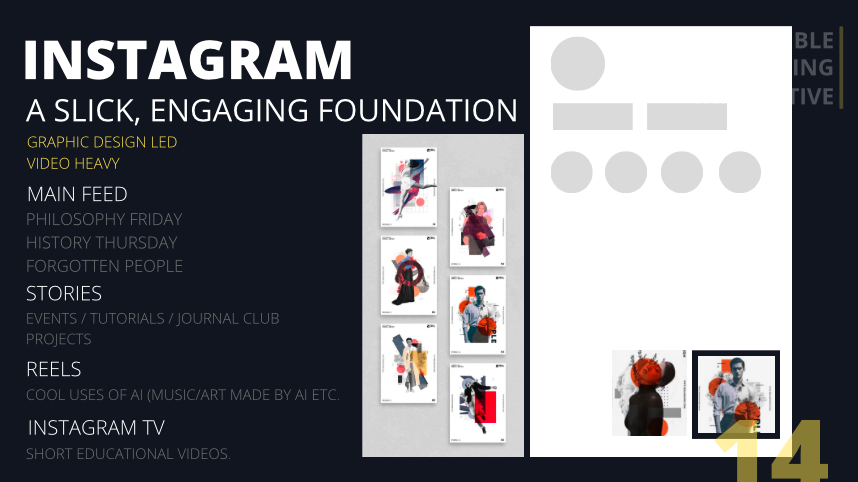 INSTAGRAM
A SLICK, ENGAGING FOUNDATION
GRAPHIC DESIGN LED
VIDEO HEAVY
MAIN FEED
PHILOSOPHY FRIDAY
HISTORY THURSDAY
FORGOTTEN PEOPLE
STORIES
EVENTS / TUTORIALS / JOURNAL CLUB
PROJECTS
REELS
COOL USES OF AI (MUSIC/ART MADE BY AI ETC.
INSTAGRAM TV
SHORT EDUCATIONAL VIDEOS.
BLE
ING
TIVE
14